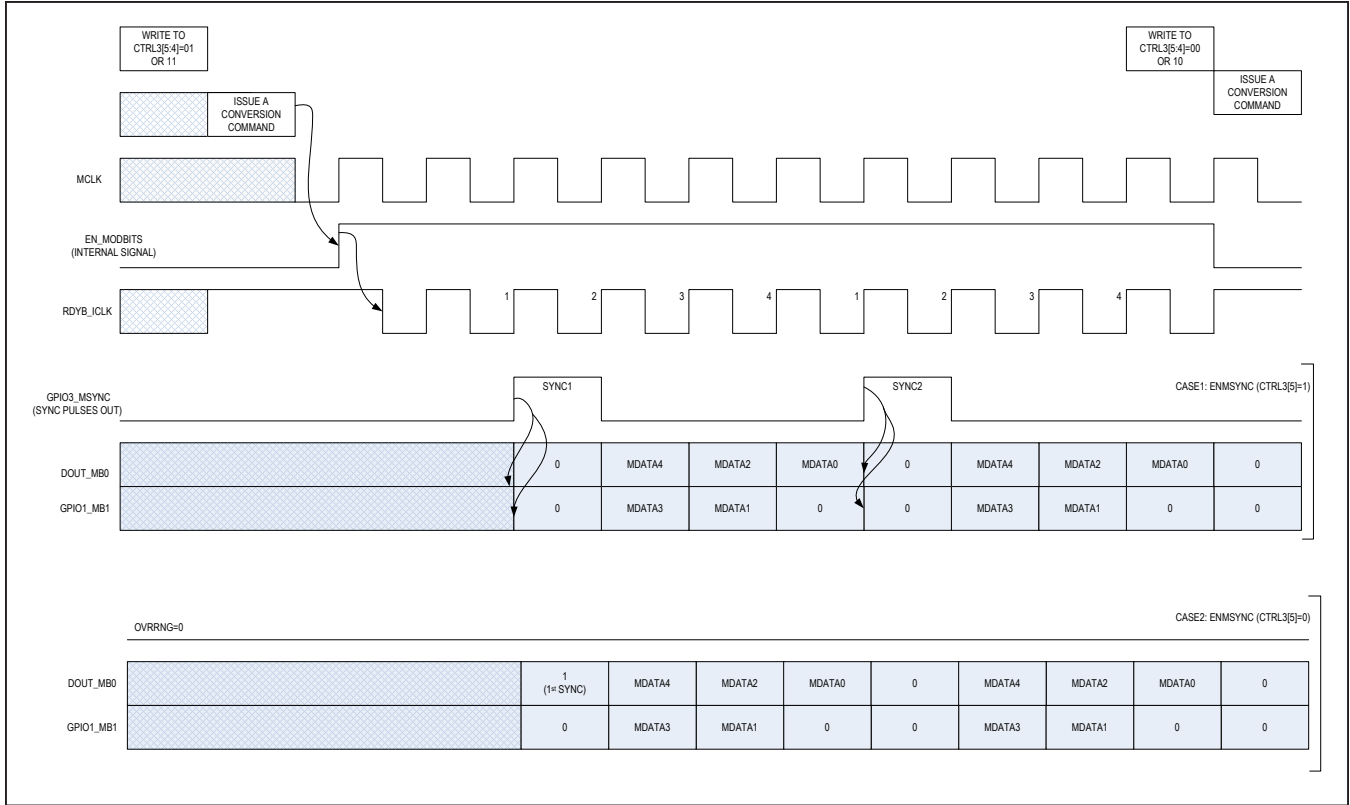 WRITE TO
CTRL3[5:4]=01
OR 11
WRITE TO
CTRL3[5:4]=00
OR 10
ISSUE A
CONVERSION
COMMAND
ISSUE A
CONVERSION
COMMAND
MCLK
EN_MODBITS
(INTERNAL SIGNAL)
RDYB_ICLK 1 2 3 4 1 2 3 4
GPIO3_MSYNC
(SYNC PULSES OUT)
SYNC1 SYNC2 CASE1: ENMSYNC (CTRL3[5]=1)
DOUT_MB0 0 MDATA4 MDATA2 MDATA0 0 MDATA4 MDATA2 MDATA0 0
GPIO1_MB1 0 MDATA3 MDATA1 0 0 MDATA3 MDATA1 0 0
OVRRNG=0 CASE2: ENMSYNC (CTRL3[5]=0)
DOUT_MB0 1
(1st SYNC) MDATA4 MDATA2 MDATA0 0 MDATA4 MDATA2 MDATA0 0
GPIO1_MB1 0 MDATA3 MDATA1 0 0 MDATA3 MDATA1 0 0